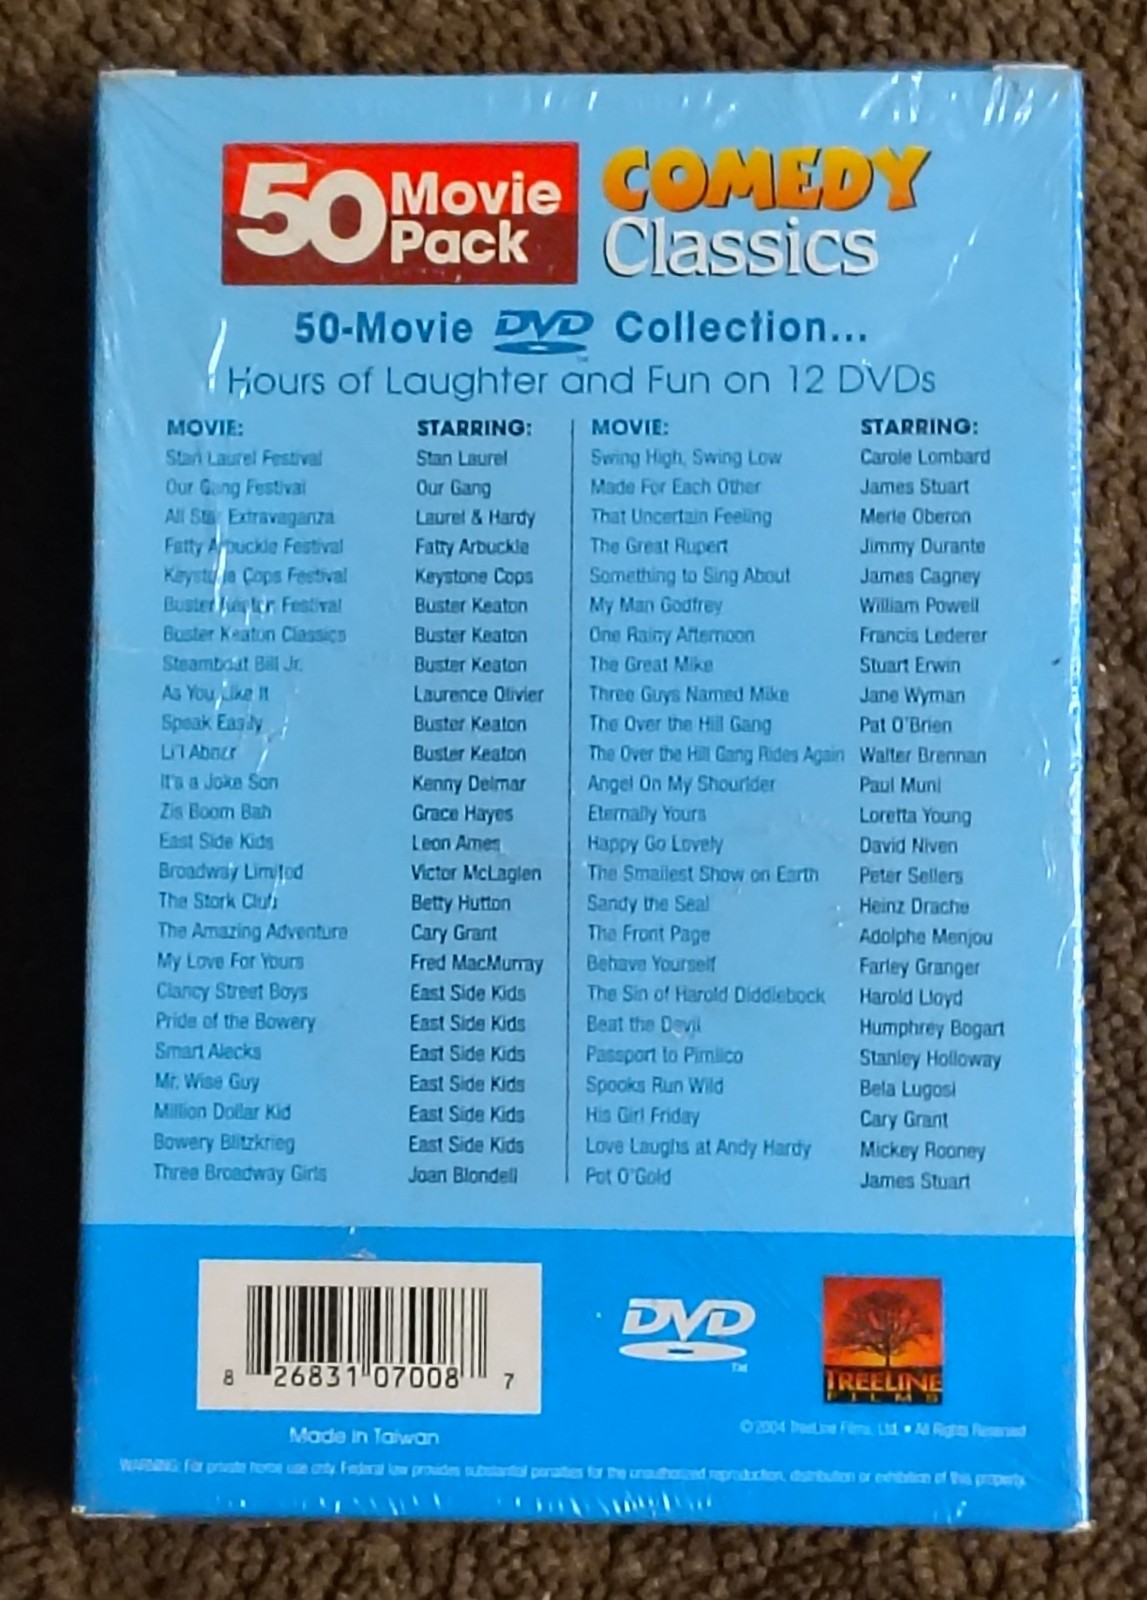 50 Movie Pack COMEDY Classics
50-Movie DVD Collection...
Hours of Laughter and Fun on 12 DVDs
MOVIE: STARRING:
Stan Laurel Festival Stan Laurel
Our Gang Festival Our Gang
All Star Extravaganza Laurel & Hardy
Fatty Arbuckle Festival Fatty Arbuckle
Keystone Cops Festival Keystone Cops
Buster Keaton Festival Buster Keaton
Buster Keaton Classics Buster Keaton
Steamboat Bill Jr. Buster Keaton
As You Like It Laurence Olivier
Speak Easily Buster Keaton
Li'l Abner Buster Keaton
It's a Joke Son Kenny Delmar
Zis Boom Bah Grace Hayes
East Side Kids Leon Ames
Broadway Limited Victor McLaglen
The Stork Club Betty Hutton
The Amazing Adventure Cary Grant
My Love For Yours Fred MacMurray
Clancy Street Boys East Side Kids
Pride of the Bowery East Side Kids
Smart Alecks East Side Kids
Mr. Wise Guy East Side Kids
Million Dollar Kid East Side Kids
Bowery Blitzkrieg East Side Kids
Three Broadway Girls Joan Blondell
MOVIE: STARRING:
Swing High, Swing Low Carole Lombard
Made For Each Other James Stuart
That Uncertain Feeling Merle Oberon
The Great Rupert Jimmy Durante
Something to Sing About James Cagney
My Man Godfrey William Powell
One Rainy Afternoon Francis Lederer
The Great Mike Stuart Erwin
Three Guys Named Mike Jane Wyman
The Over the Hill Gang Pat O'Brien
The Over the Hill Gang Rides Again Walter Brennan
Angel On My Shourlder Paul Muni
Eternally Yours Loretta Young
Happy Go Lovely David Niven
The Smallest Show on Earth Peter Sellers
Sandy the Seal Heinz Drache
The Front Page Adolphe Menjou
Behave Yourself Farley Granger
The Sin of Harold Diddlebock Harold Lloyd
Beat the Devil Humphrey Bogart
Passport to Pimlico Stanley Holloway
Spooks Run Wild Bela Lugosi
His Girl Friday Cary Grant
Love Laughs at Andy Hardy Mickey Rooney
Pot O'Gold James Stuart
8 26831 07008 7
Made in Taiwan
DVD
TM
TREELINE
FILMS
© 2004 TreeLine Films, Ltd. • All Rights Reserved
WARNING: For private home use only. Federal law provides substantial penalties for the unauthorized reproduction, distribution or exhibition of this property.